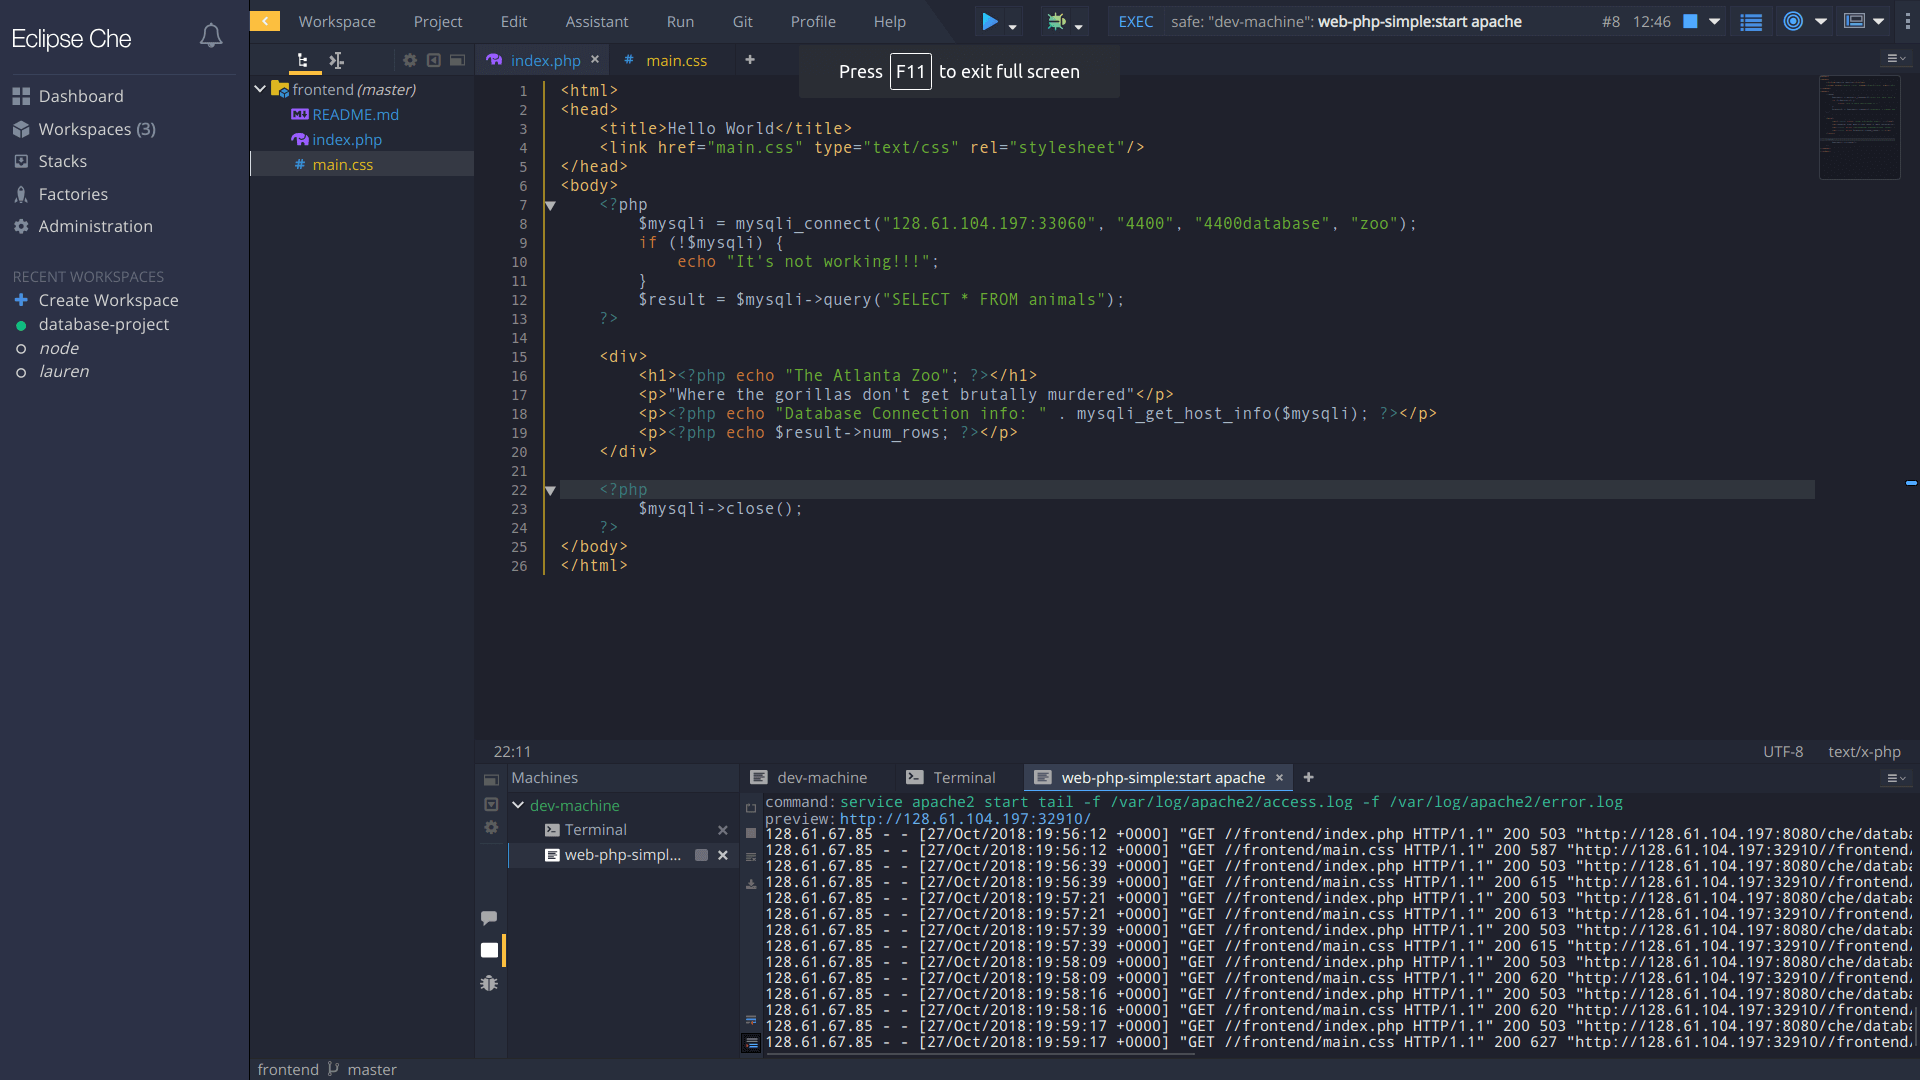 Eclipse Che
Dashboard
Workspaces (3)
Stacks
Factories
Administration
RECENT WORKSPACES
Create Workspace
database-project
node
lauren
Workspace Project Edit Assistant Run Git Profile Help
EXEC safe: "dev-machine": web-php-simple:start apache #8 12:46
Press F11 to exit full screen
frontend (master)
README.md
index.php
# main.css
index.php × # main.css +
1 <html>
2 <head>
3 <title>Hello World</title>
4 <link href="main.css" type="text/css" rel="stylesheet"/>
5 </head>
6 <body>
7 <?php
8 $mysqli = mysqli_connect("128.61.104.197:33060", "4400", "4400database", "zoo");
9 if (!$mysqli) {
10 echo "It's not working!!!";
11 }
12 $result = $mysqli->query("SELECT * FROM animals");
13 ?>
14
15 <div>
16 <h1><?php echo "The Atlanta Zoo"; ?></h1>
17 <p>"Where the gorillas don't get brutally murdered"</p>
18 <p><?php echo "Database Connection info: " . mysqli_get_host_info($mysqli); ?></p>
19 <p><?php echo $result->num_rows; ?></p>
20 </div>
21
22 <?php
23 $mysqli->close();
24 ?>
25 </body>
26 </html>
22:11 UTF-8 text/x-php
Machines
dev-machine
Terminal
web-php-simpl...
dev-machine Terminal web-php-simple:start apache × +
command: service apache2 start tail -f /var/log/apache2/access.log -f /var/log/apache2/error.log
preview: http://128.61.104.197:32910/
128.61.67.85 - - [27/Oct/2018:19:56:12 +0000] "GET //frontend/index.php HTTP/1.1" 200 503 "http://128.61.104.197:8080/che/databa
128.61.67.85 - - [27/Oct/2018:19:56:12 +0000] "GET //frontend/main.css HTTP/1.1" 200 587 "http://128.61.104.197:32910//frontend/
128.61.67.85 - - [27/Oct/2018:19:56:39 +0000] "GET //frontend/index.php HTTP/1.1" 200 503 "http://128.61.104.197:8080/che/databa
128.61.67.85 - - [27/Oct/2018:19:56:39 +0000] "GET //frontend/main.css HTTP/1.1" 200 615 "http://128.61.104.197:32910//frontend/
128.61.67.85 - - [27/Oct/2018:19:57:21 +0000] "GET //frontend/index.php HTTP/1.1" 200 503 "http://128.61.104.197:8080/che/databa
128.61.67.85 - - [27/Oct/2018:19:57:21 +0000] "GET //frontend/main.css HTTP/1.1" 200 613 "http://128.61.104.197:32910//frontend/
128.61.67.85 - - [27/Oct/2018:19:57:39 +0000] "GET //frontend/index.php HTTP/1.1" 200 503 "http://128.61.104.197:8080/che/databa
128.61.67.85 - - [27/Oct/2018:19:57:39 +0000] "GET //frontend/main.css HTTP/1.1" 200 615 "http://128.61.104.197:32910//frontend/
128.61.67.85 - - [27/Oct/2018:19:58:09 +0000] "GET //frontend/index.php HTTP/1.1" 200 503 "http://128.61.104.197:8080/che/databa
128.61.67.85 - - [27/Oct/2018:19:58:09 +0000] "GET //frontend/main.css HTTP/1.1" 200 620 "http://128.61.104.197:32910//frontend/
128.61.67.85 - - [27/Oct/2018:19:58:16 +0000] "GET //frontend/index.php HTTP/1.1" 200 503 "http://128.61.104.197:8080/che/databa
128.61.67.85 - - [27/Oct/2018:19:58:16 +0000] "GET //frontend/main.css HTTP/1.1" 200 620 "http://128.61.104.197:32910//frontend/
128.61.67.85 - - [27/Oct/2018:19:59:17 +0000] "GET //frontend/index.php HTTP/1.1" 200 503 "http://128.61.104.197:8080/che/databa
128.61.67.85 - - [27/Oct/2018:19:59:17 +0000] "GET //frontend/main.css HTTP/1.1" 200 627 "http://128.61.104.197:32910//frontend/
frontend master